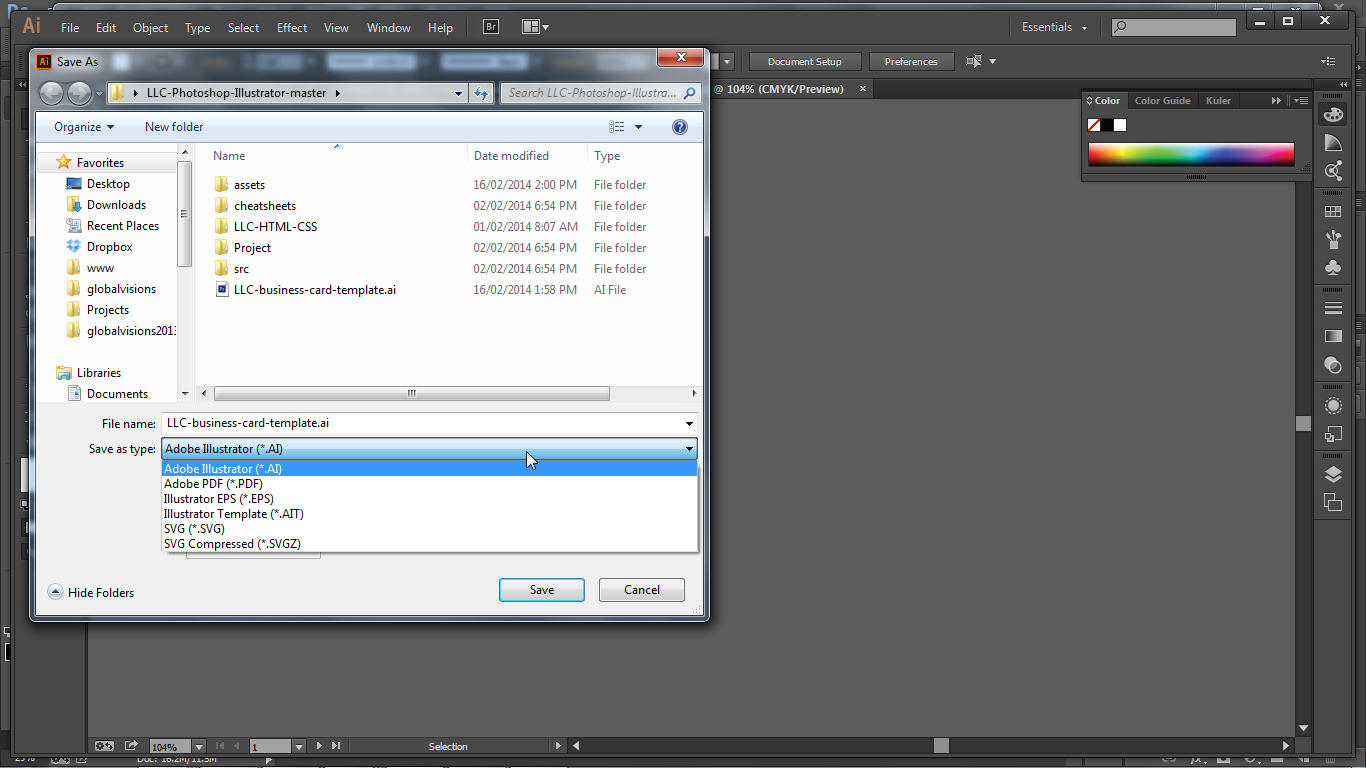 Ai File Edit Object Type Select Effect View Window Help Br Essentials
Save As
Document Setup Preferences
LLC-Photoshop-Illustrator-master Search LLC-Photoshop-Illustra...
@ 104% (CMYK/Preview)
Organize New folder
Color Color Guide Kuler
Name Date modified Type
Favorites
Desktop
Downloads
Recent Places
Dropbox
www
globalvisions
Projects
globalvisions2013
Libraries
Documents
assets 16/02/2014 2:00 PM File folder
cheatsheets 02/02/2014 6:54 PM File folder
LLC-HTML-CSS 01/02/2014 8:07 AM File folder
Project 02/02/2014 6:54 PM File folder
src 02/02/2014 6:54 PM File folder
LLC-business-card-template.ai 16/02/2014 1:58 PM AI File
File name: LLC-business-card-template.ai
Save as type: Adobe Illustrator (*.AI)
Adobe Illustrator (*.AI)
Adobe PDF (*.PDF)
Illustrator EPS (*.EPS)
Illustrator Template (*.AIT)
SVG (*.SVG)
SVG Compressed (*.SVGZ)
Hide Folders Save Cancel
104% 1 Selection
Doc: 16.2M/11.5M